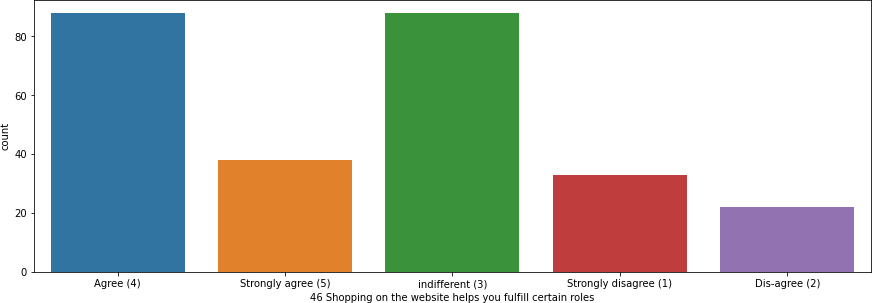 80
60
40
20
0
count
Agree (4) Strongly agree (5) indifferent (3) Strongly disagree (1) Dis-agree (2)
46 Shopping on the website helps you fulfill certain roles